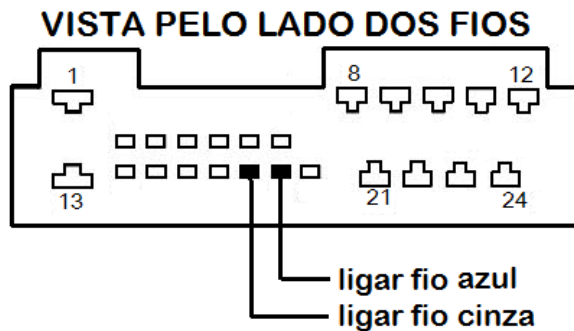 VISTA PELO LADO DOS FIOS
1
8
12
13
21
24
ligar fio azul
ligar fio cinza